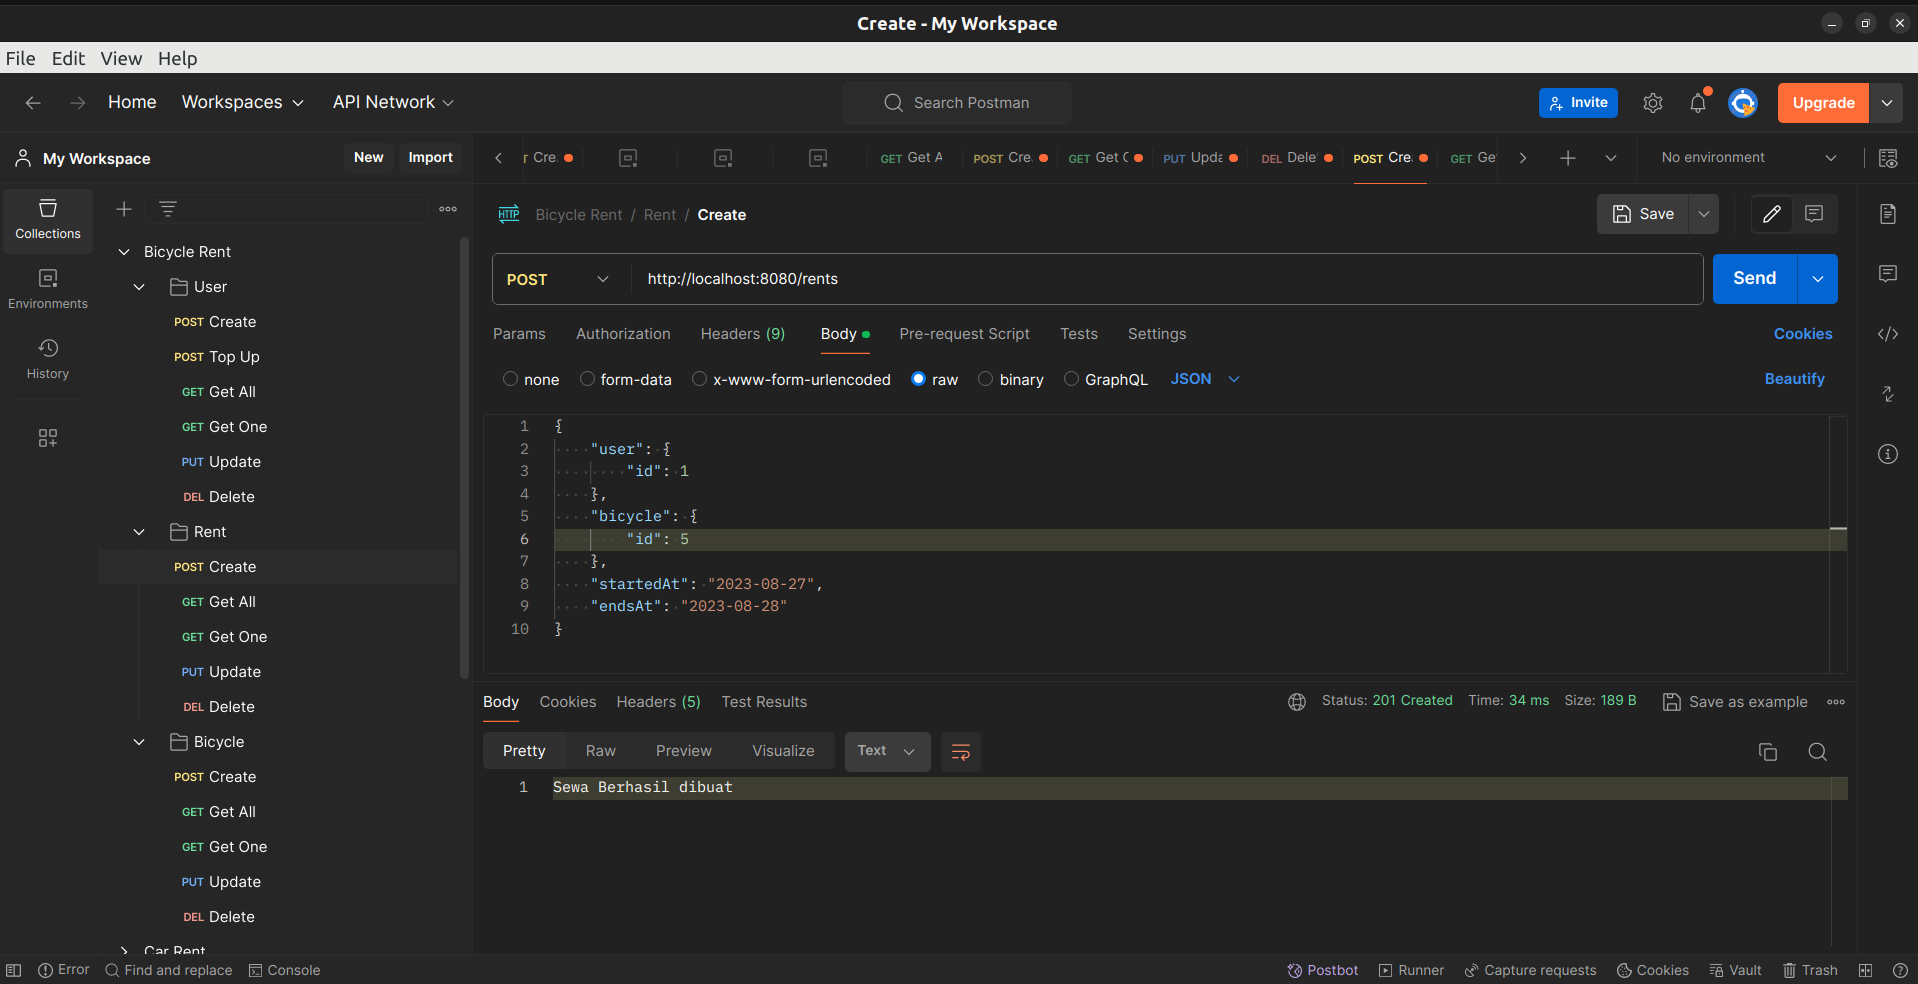 Create - My Workspace
File Edit View Help
Home Workspaces API Network Search Postman Invite Upgrade
My Workspace New Import
Cre. GET Get A POST Cre. GET Get PUT Upda DEL Dele POST Cre. GET Ge No environment
HTTP Bicycle Rent / Rent / Create Save
Collections
Environments
History
Bicycle Rent
User
POST Create
POST Top Up
GET Get All
GET Get One
PUT Update
DEL Delete
Rent
POST Create
GET Get All
GET Get One
PUT Update
DEL Delete
Bicycle
POST Create
GET Get All
GET Get One
PUT Update
DEL Delete
Car Rent
POST http://localhost:8080/rents Send
Params Authorization Headers (9) Body Pre-request Script Tests Settings Cookies
none form-data x-www-form-urlencoded raw binary GraphQL JSON Beautify
1 {
2 "user": {
3 "id": 1
4 },
5 "bicycle": {
6 "id": 5
7 },
8 "startedAt": "2023-08-27",
9 "endsAt": "2023-08-28"
10 }
Body Cookies Headers (5) Test Results Status: 201 Created Time: 34 ms Size: 189 B Save as example
Pretty Raw Preview Visualize Text
1 Sewa Berhasil dibuat
Error Find and replace Console Postbot Runner Capture requests Cookies Vault Trash